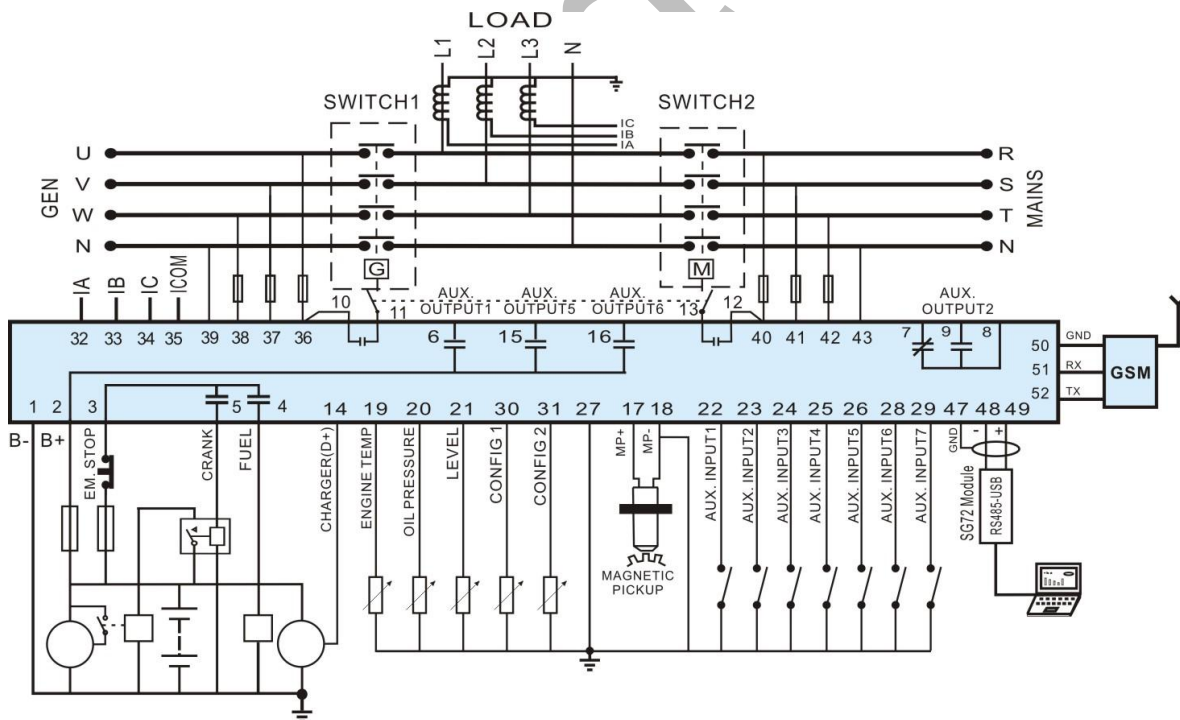 LOAD
L1 L2 L3 N
SWITCH1 SWITCH2
IC
IB
IA
GEN
U
V
W
N
R
S
T
N
MAINS
G M
IA IB IC ICOM
10 11
AUX. OUTPUT1
AUX. OUTPUT5
AUX. OUTPUT6
13 12
AUX. OUTPUT2
32 33 34 35 39 38 37 36 6 15 16 40 41 42 43 7 9 8
50 GND
51 RX
52 TX
GSM
1 2 3 5 4 14 19 20 21 30 31 27 17 18 22 23 24 25 26 28 29 47 48 49
B- B+
EM. STOP
CRANK
FUEL
CHARGER(D+)
ENGINE TEMP
OIL PRESSURE
LEVEL
CONFIG 1
CONFIG 2
MP+
MP-
MAGNETIC
PICKUP
AUX. INPUT1
AUX. INPUT2
AUX. INPUT3
AUX. INPUT4
AUX. INPUT5
AUX. INPUT6
AUX. INPUT7
GND
- +
SG72 Module
RS485-USB